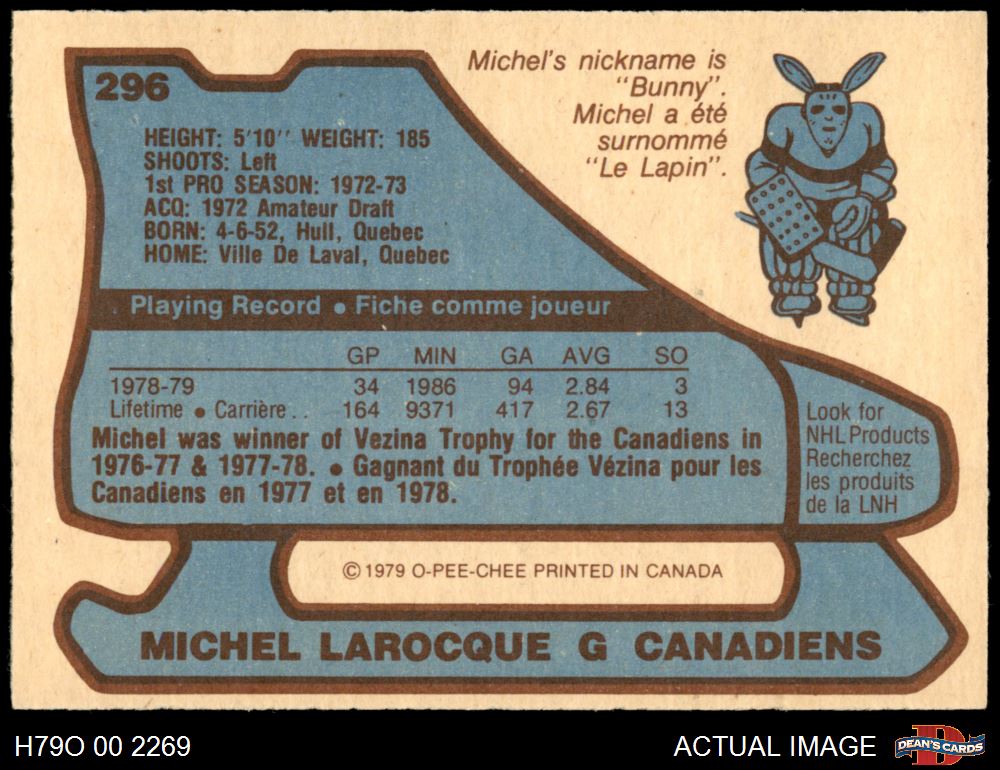 296
Michel's nickname is
"Bunny".
Michel a été
surnommé
"Le Lapin".
HEIGHT: 5'10" WEIGHT: 185
SHOOTS: Left
1st PRO SEASON: 1972-73
ACQ: 1972 Amateur Draft
BORN: 4-6-52, Hull, Quebec
HOME: Ville De Laval, Quebec
Playing Record • Fiche comme joueur
GP MIN GA AVG SO
1978-79 34 1986 94 2.84 3
Lifetime • Carrière . . 164 9371 417 2.67 13
Michel was winner of Vezina Trophy for the Canadiens in
1976-77 & 1977-78. • Gagnant du Trophée Vézina pour les
Canadiens en 1977 et en 1978.
Look for
NHL Products
Recherchez
les produits
de la LNH
© 1979 O-PEE-CHEE PRINTED IN CANADA
MICHEL LAROCQUE G CANADIENS
H79O 00 2269
ACTUAL IMAGE
D
DEAN'S CARDS